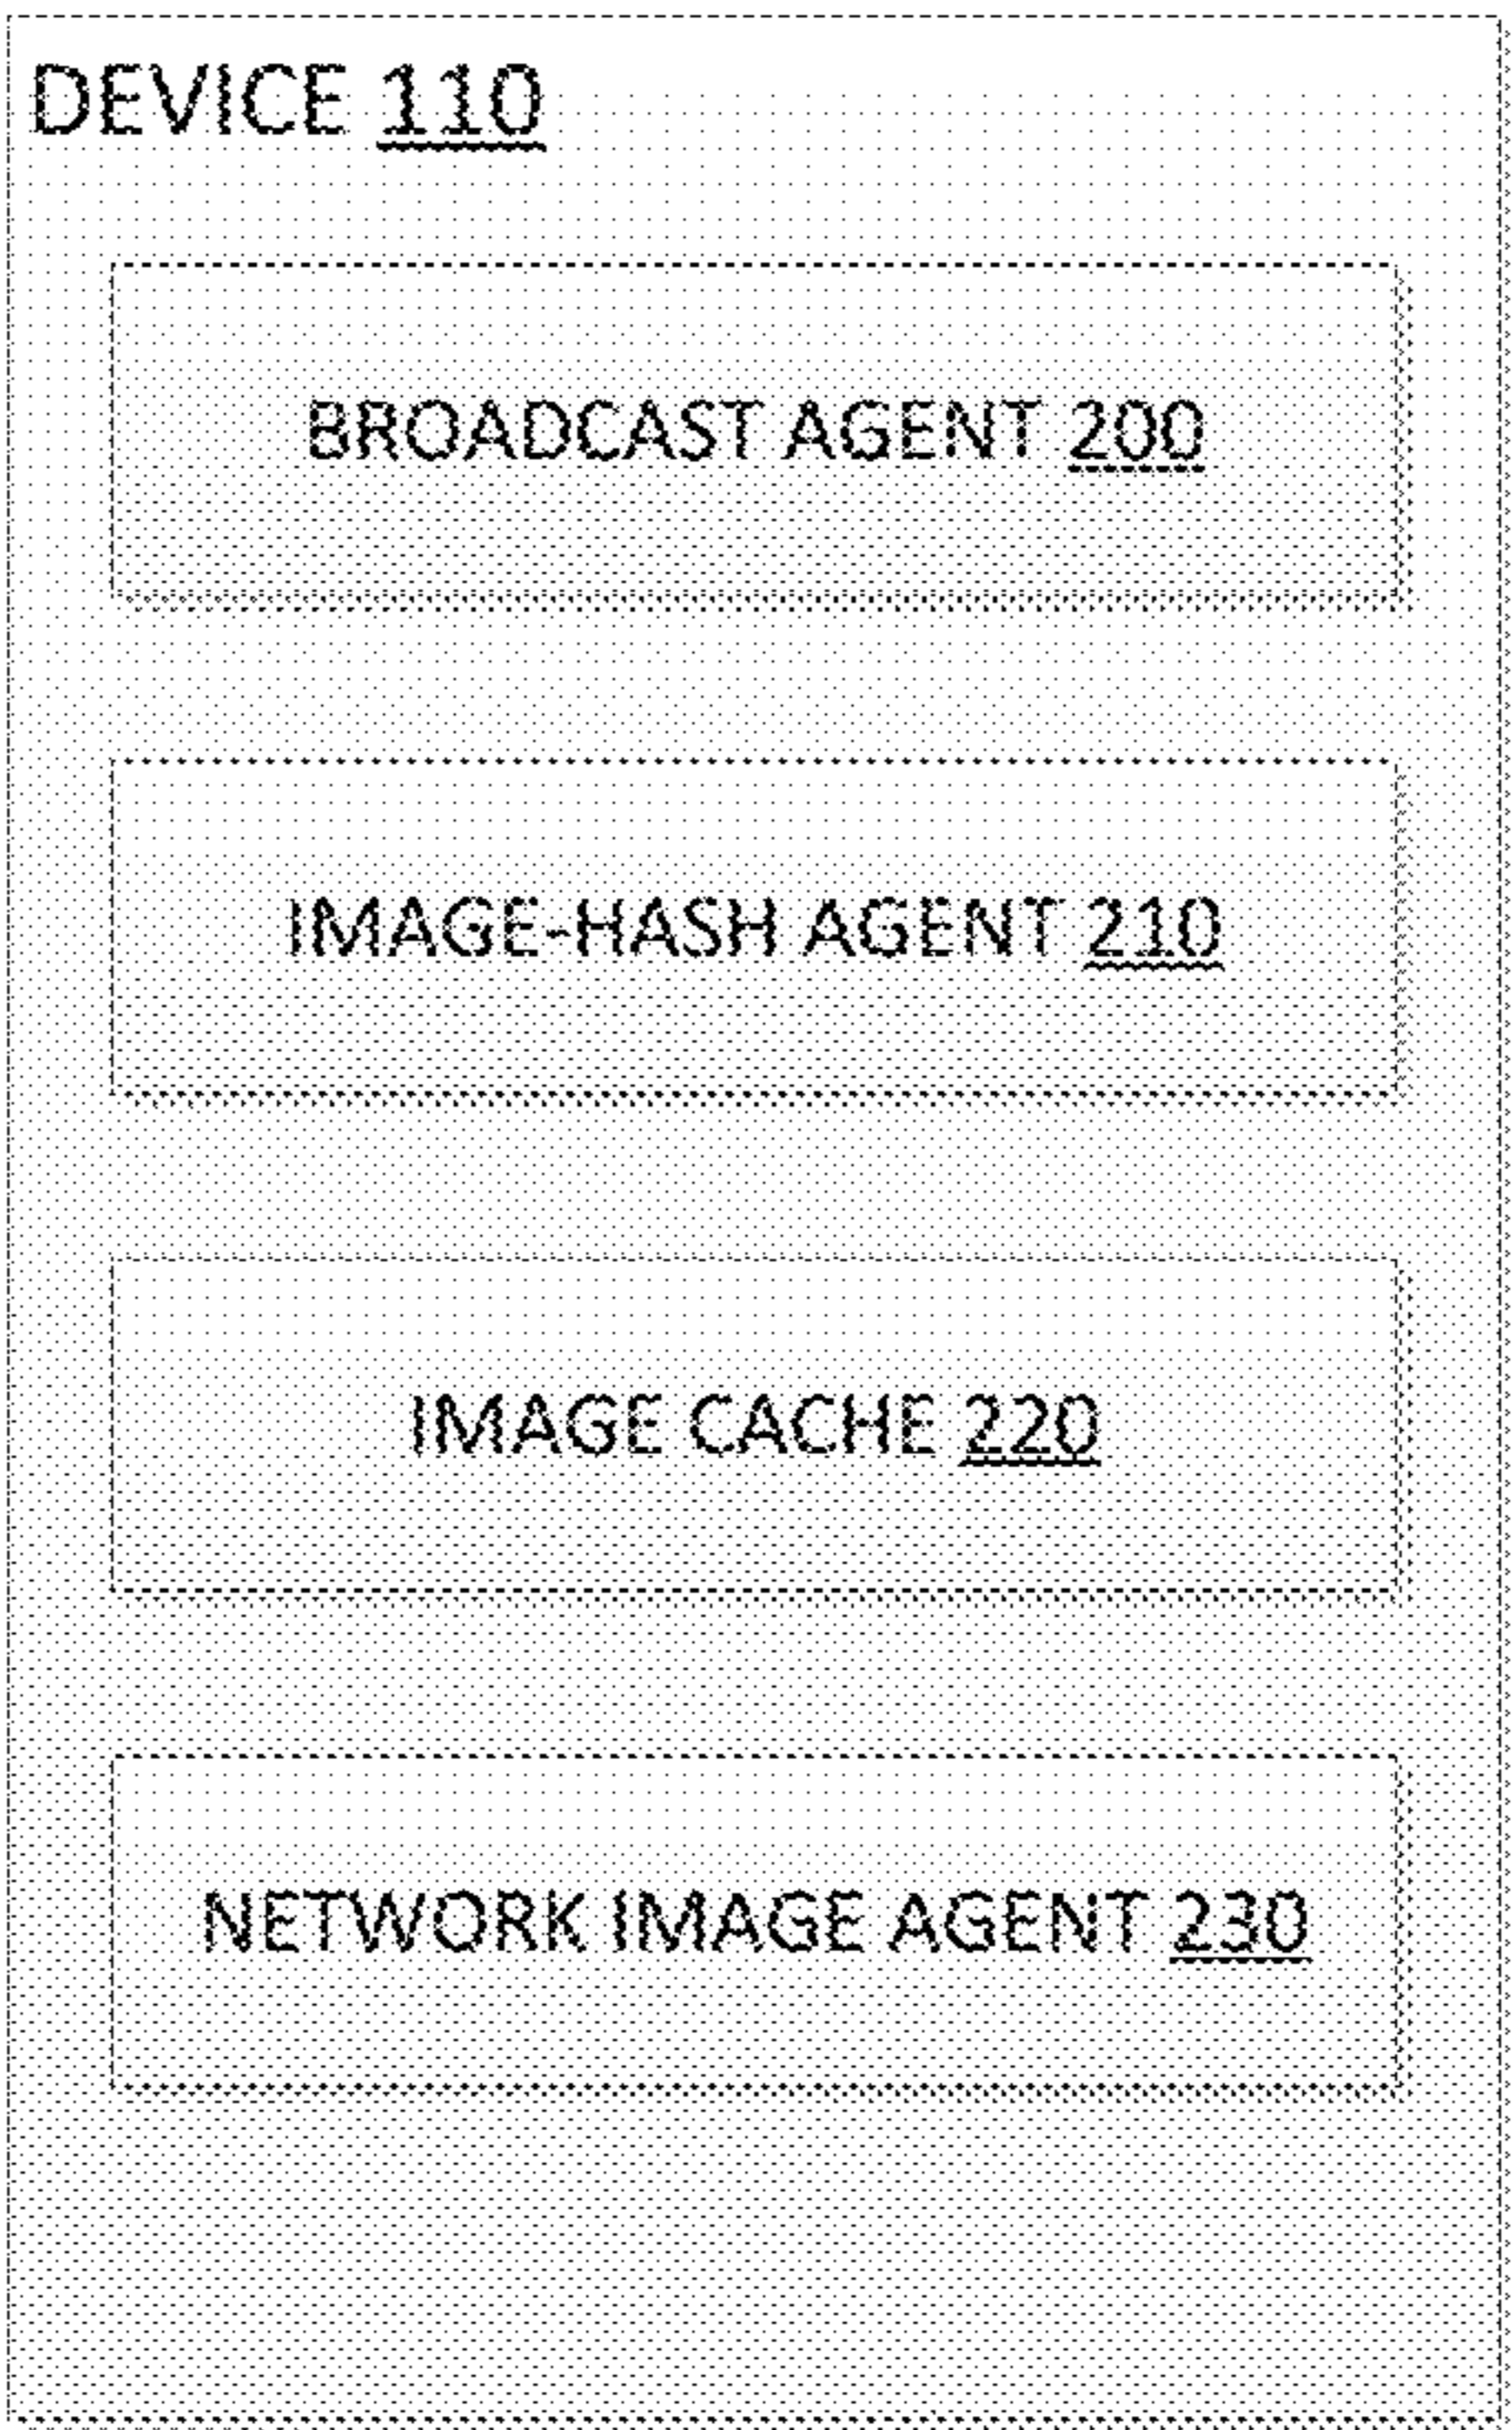 DEVICE 110
BROADCAST AGENT 200
IMAGE-HASH AGENT 210
IMAGE CACHE 220
NETWORK IMAGE AGENT 230